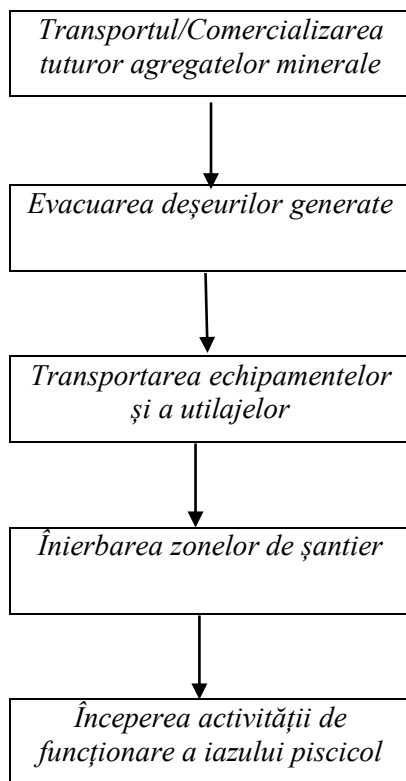 Transportul/Comercializarea
tuturor agregatelor minerale
Evacuarea deșeurilor generate
Transportarea echipamentelor
și a utilajelor
Înierbarea zonelor de șantier
Începerea activității de
funcționare a iazului piscicol